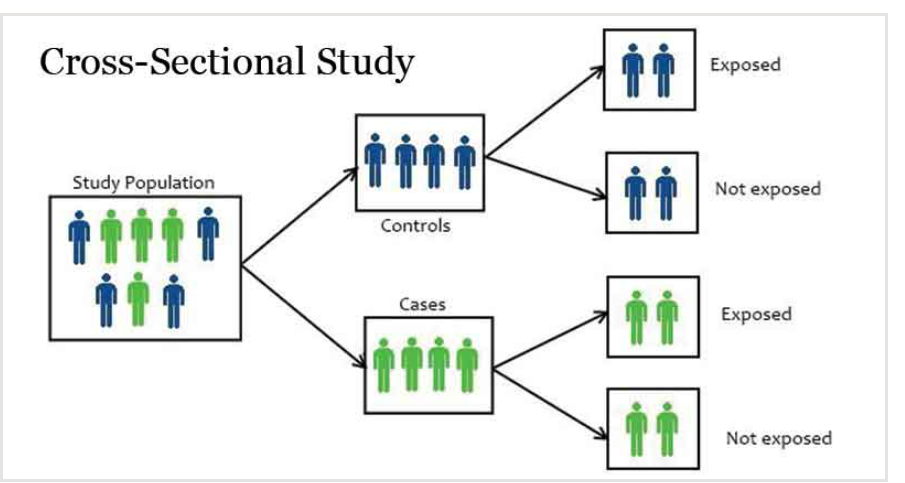 Cross-Sectional Study
Study Population
Controls
Cases
Exposed
Not exposed
Exposed
Not exposed